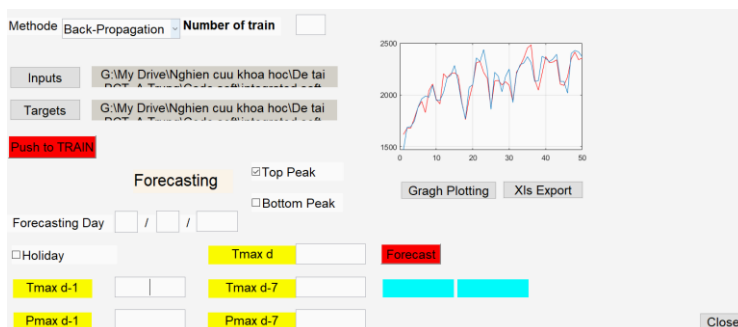 Methode Back-Propagation Number of train
Inputs G:\My Drive\Nghien cuu khoa hoc\De tai
Targets G:\My Drive\Nghien cuu khoa hoc\De tai
Push to TRAIN
Forecasting
Top Peak
Bottom Peak
2500
2000
1500
0 10 20 30 40 50
Gragh Plotting Xls Export
Forecasting Day / /
Holiday Tmax d Forecast
Tmax d-1 Tmax d-7
Pmax d-1 Pmax d-7
Close